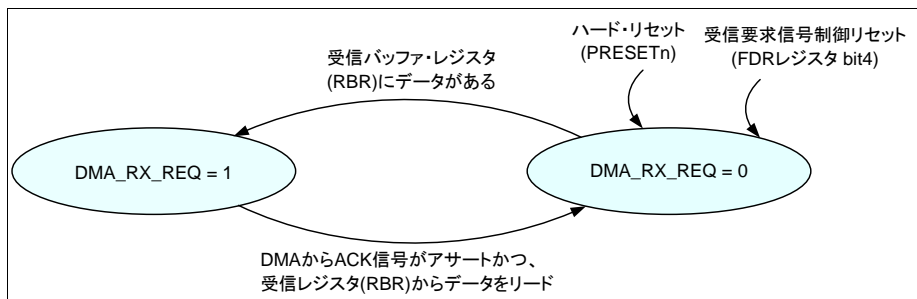 ハード・リセット
(PRESETn)
受信要求信号制御リセット
(FDRレジスタ bit4)
受信バッファ・レジスタ
(RBR)にデータがある
DMA_RX_REQ = 1
DMA_RX_REQ = 0
DMAからACK信号がアサートかつ、
受信レジスタ(RBR)からデータをリード